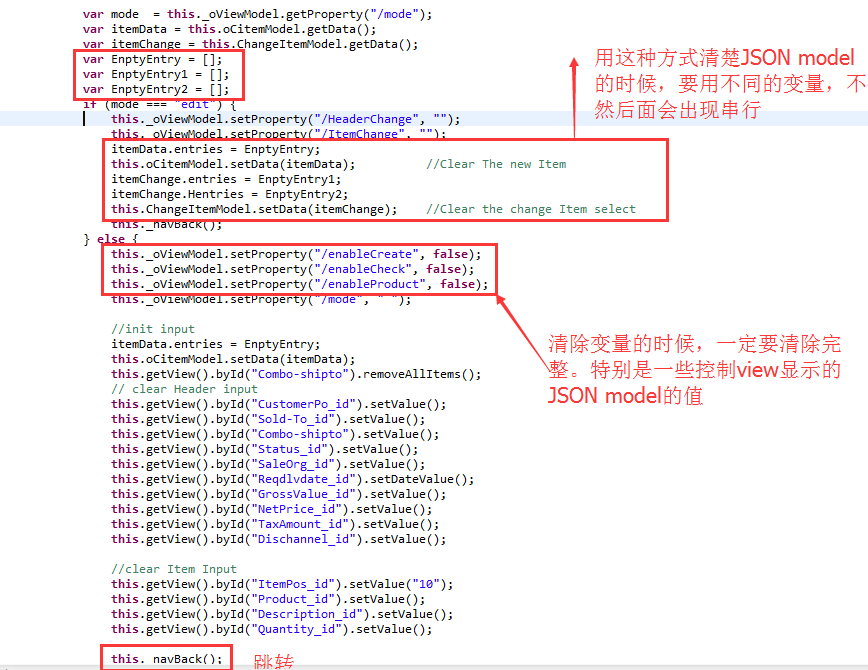 var mode  = this._oViewModel.getProperty("/mode");
var itemData = this.oCitemModel.getData();
var itemChange = this.ChangeItemModel.getData();
var EnptyEntry = [];
var EnptyEntry1 = [];
var EnptyEntry2 = [];
if (mode === "edit") {
this._oViewModel.setProperty("/HeaderChange", "");
this._oViewModel.setProperty("/ItemChange", "");
itemData.entries = EnptyEntry;
this.oCitemModel.setData(itemData); //Clear The new Item
itemChange.entries = EnptyEntry1;
itemChange.Hentries = EnptyEntry2;
this.ChangeItemModel.setData(itemChange); //Clear the change Item select
this._navBack();
} else {
this._oViewModel.setProperty("/enableCreate", false);
this._oViewModel.setProperty("/enableCheck", false);
this._oViewModel.setProperty("/enableProduct", false);
this._oViewModel.setProperty("/mode", " ");
//init input
itemData.entries = EnptyEntry;
this.oCitemModel.setData(itemData);
this.getView().byId("Combo-shipto").removeAllItems();
// clear Header input
this.getView().byId("CustomerPo_id").setValue();
this.getView().byId("Sold-To_id").setValue();
this.getView().byId("Combo-shipto").setValue();
this.getView().byId("Status_id").setValue();
this.getView().byId("SaleOrg_id").setValue();
this.getView().byId("Reqdlvdate_id").setDateValue();
this.getView().byId("GrossValue_id").setValue();
this.getView().byId("NetPrice_id").setValue();
this.getView().byId("TaxAmount_id").setValue();
this.getView().byId("Dischannel_id").setValue();
//clear Item Input
this.getView().byId("ItemPos_id").setValue("10");
this.getView().byId("Product_id").setValue();
this.getView().byId("Description_id").setValue();
this.getView().byId("Quantity_id").setValue();
this._navBack();
跳转
用这种方式清楚JSON model
的时候，要用不同的变量，不
然后面会出现串行
清除变量的时候，一定要清除完
整。特别是一些控制view显示的
JSON model的值